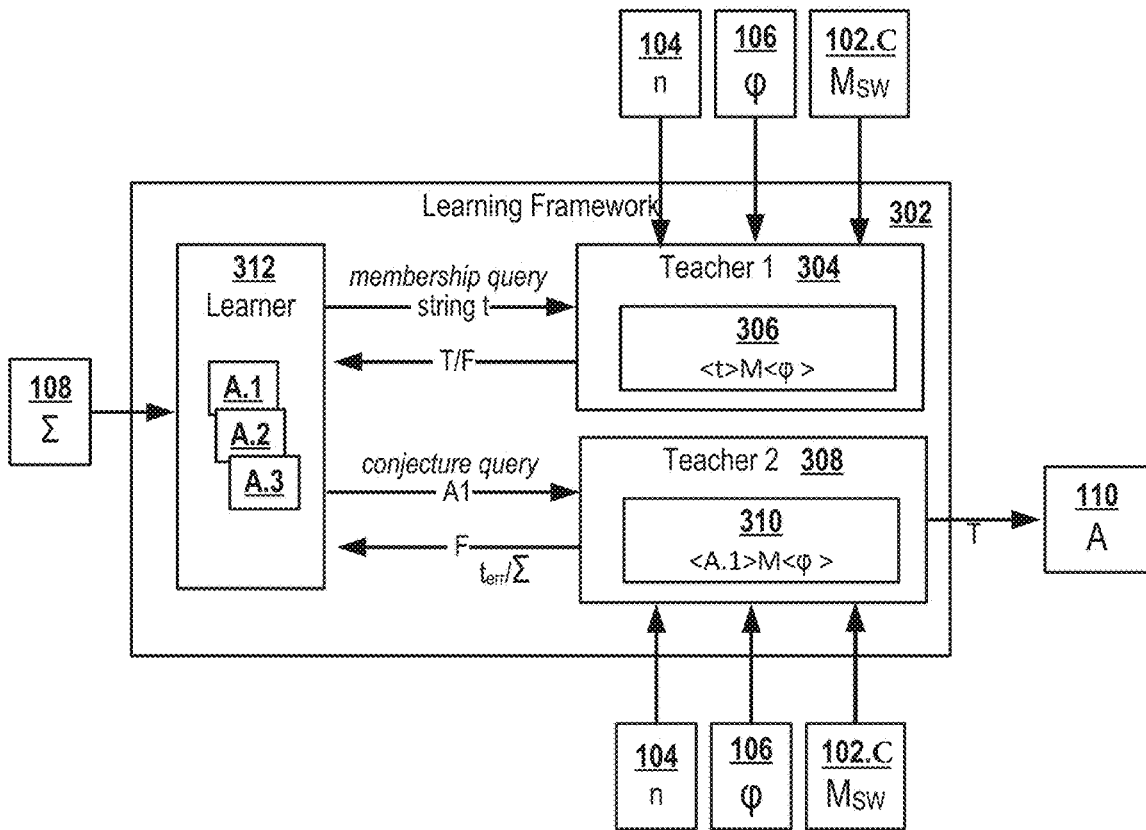 104
n
106
φ
102.C
MSW
Learning Framework
302
312
Learner
A.1
A.2
A.3
membership query
string t
T/F
conjecture query
A1
F
terr/Σ
Teacher 1 304
306
<t>M<φ >
Teacher 2 308
310
<A.1>M<φ >
108
Σ
T
110
A
104
n
106
φ
102.C
MSW